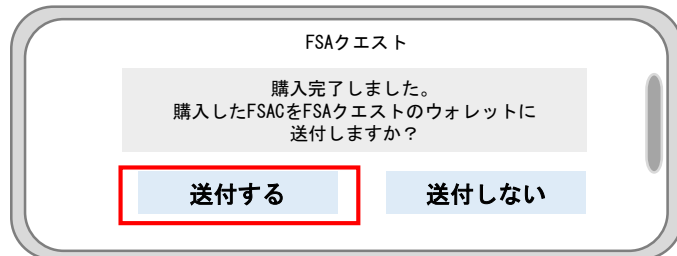 FSAクエスト
購入完了しました。
購入したFSACをFSAクエストのウォレットに
送付しますか？
送付する
送付しない